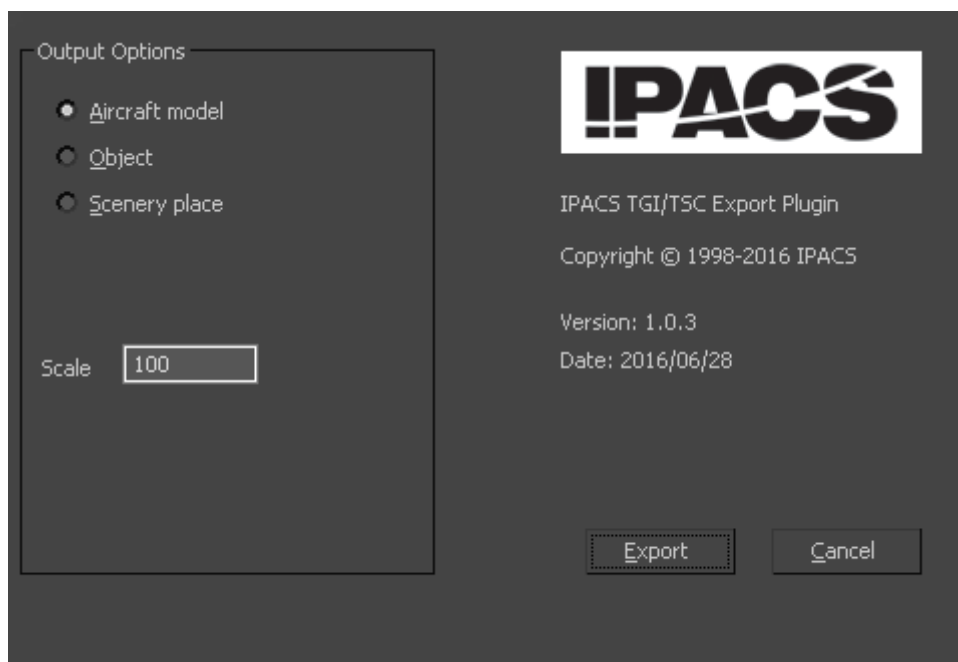 Output Options
Aircraft model
Object
Scenery place
Scale 100
IPACS
IPACS TGI/TSC Export Plugin
Copyright © 1998-2016 IPACS
Version: 1.0.3
Date: 2016/06/28
Export
Cancel